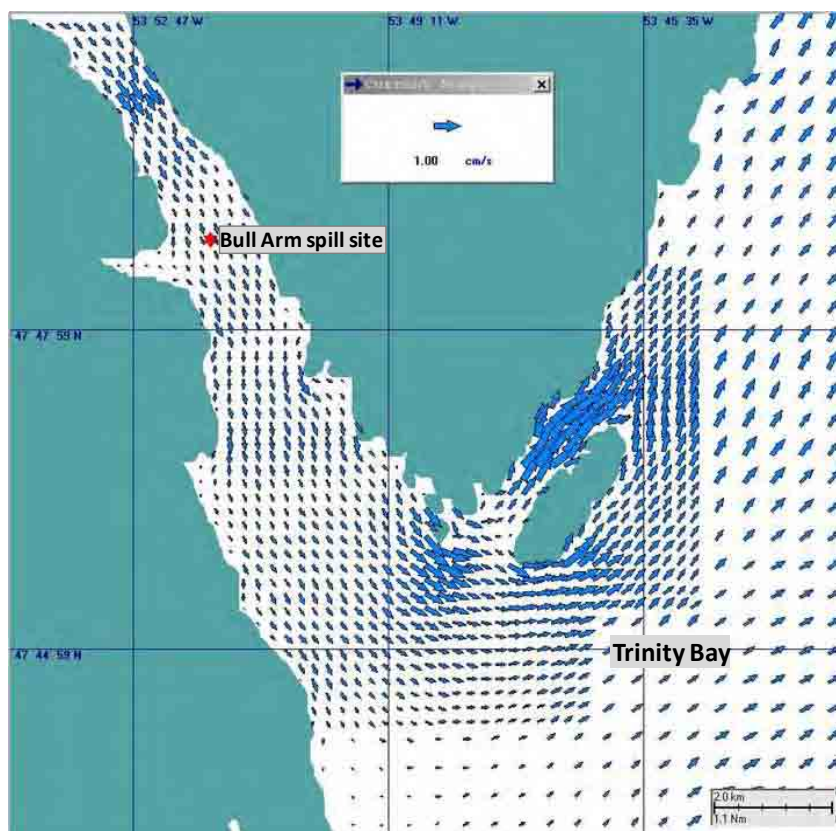 53 52 47 W
53 49 11 W
53 45 35 W
1.00 cm/s
Bull Arm spill site
47 47 59 N
47 44 59 N
Trinity Bay
2.0 km
1.1 Nm